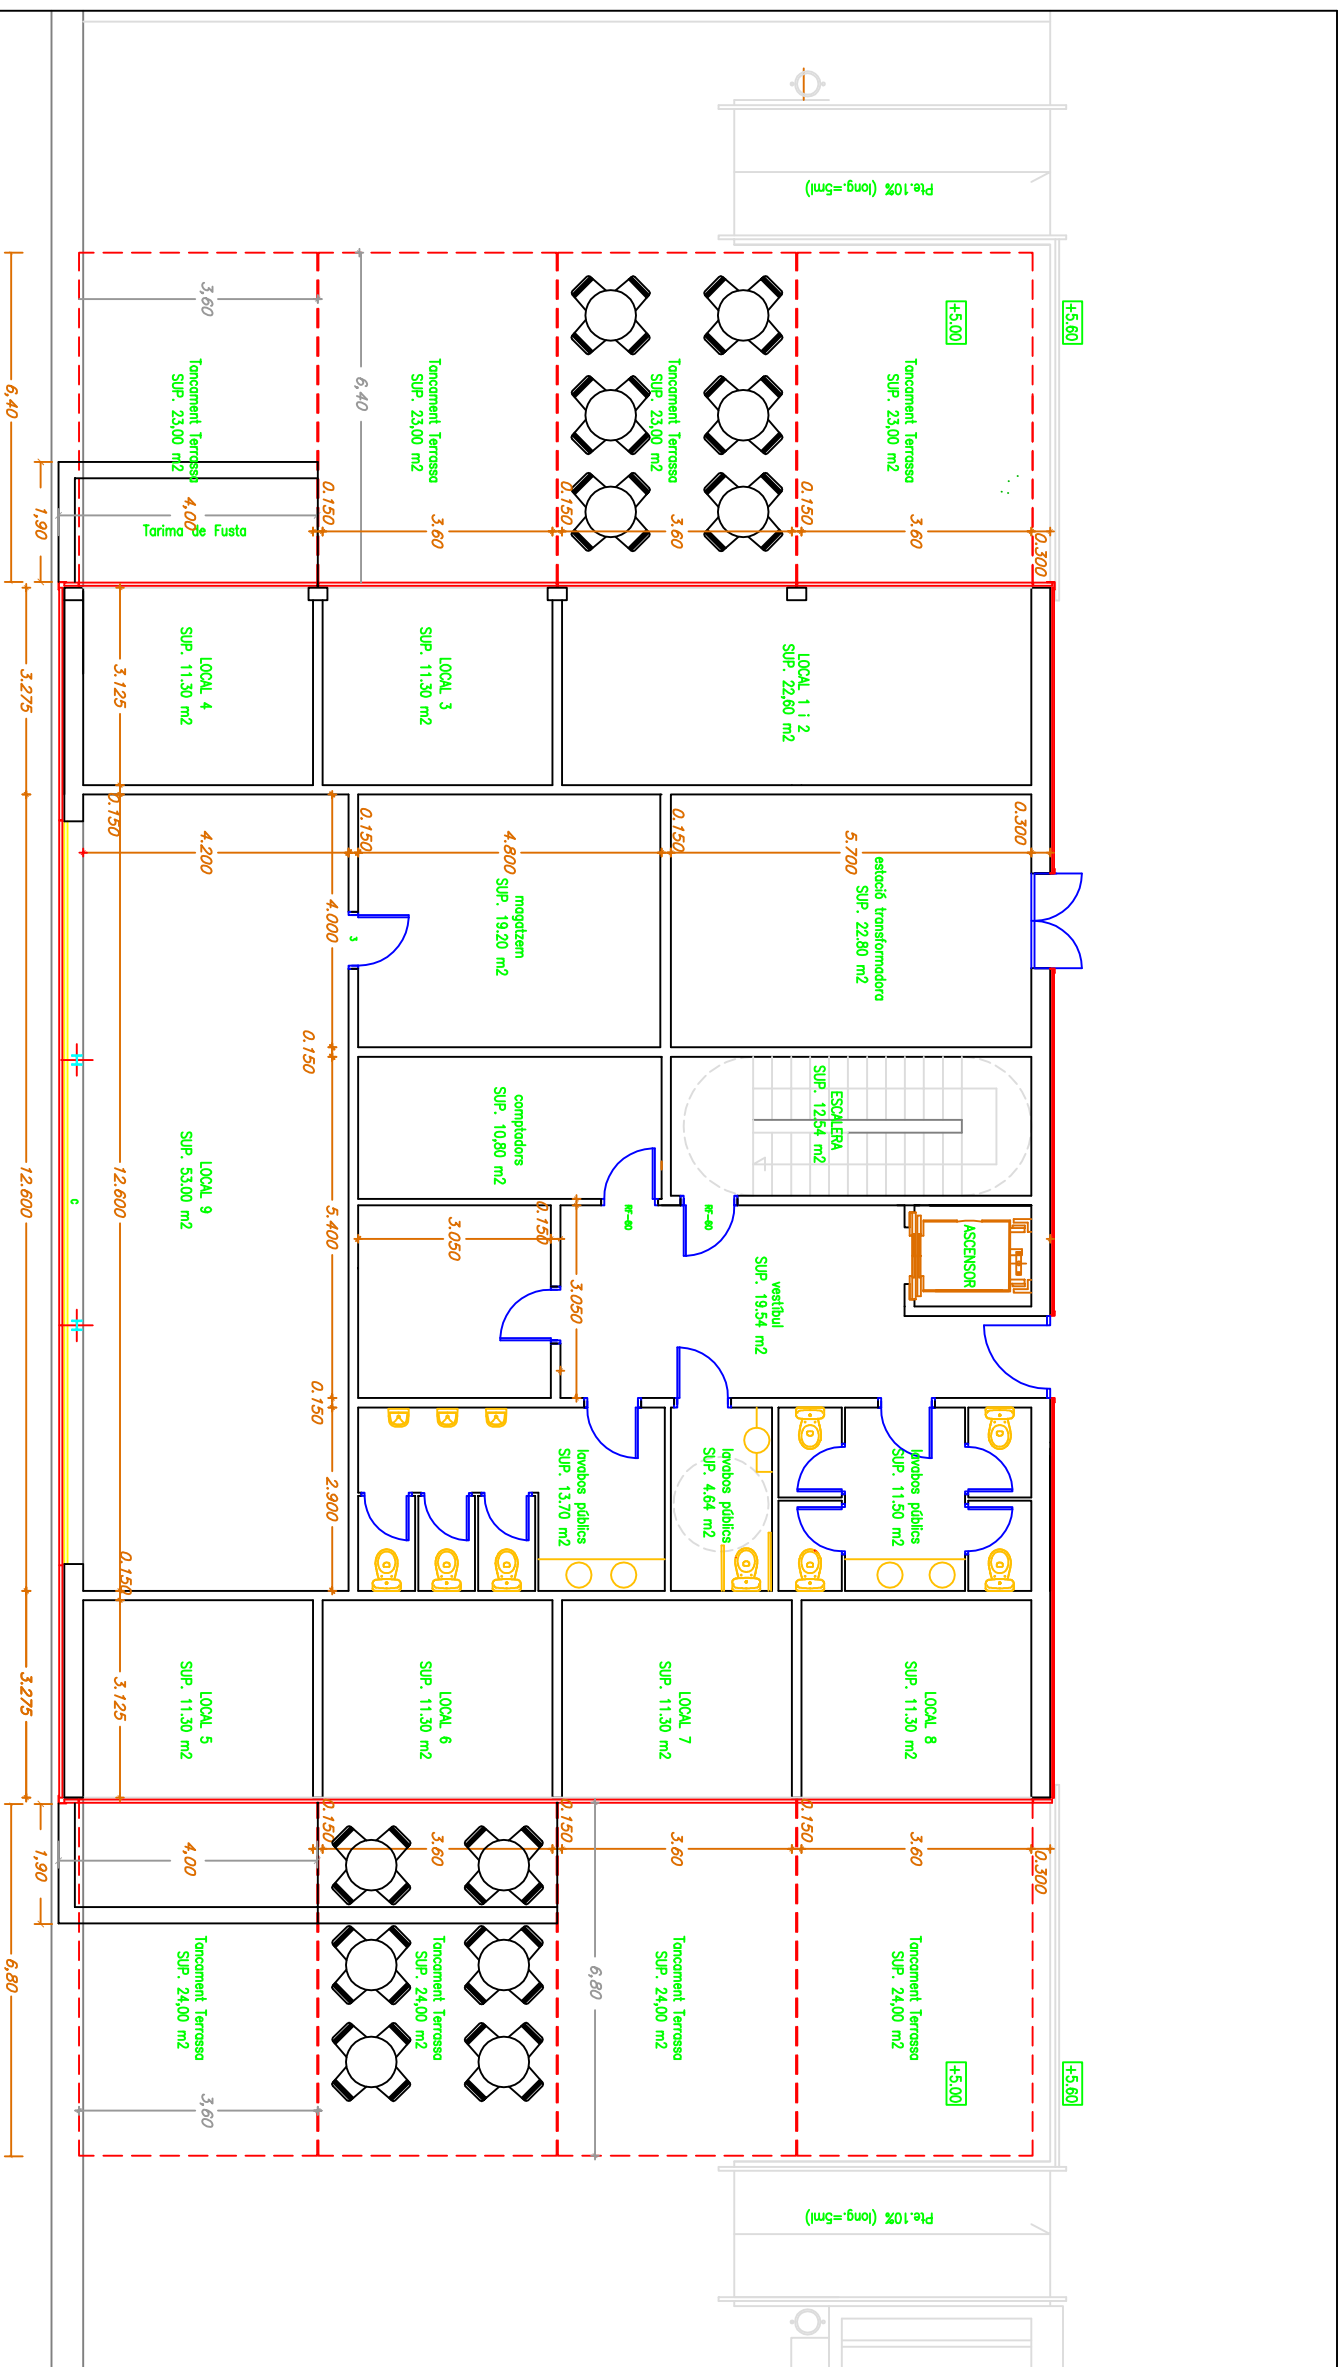 Pte.10% (long.=5ml)
+5.60
+5.00
Tancament Terrassa
SUP. 23,00 m2
Tancament Terrassa
SUP. 23,00 m2
Tancament Terrassa
SUP. 23,00 m2
Tancament Terrassa
SUP. 23,00 m2
3,60
6,40
6,40
1,90
4,00
Tarima de Fusta
0.150
3.60
0.150
3.60
0.150
3.60
0.300
LOCAL 1 i 2
SUP. 22,60 m2
LOCAL 3
SUP. 11.30 m2
LOCAL 4
SUP. 11.30 m2
3.125
3.275
0.300
5.700
0.150
4.800
0.150
4.200
0.150
estació transformadora
SUP. 22.80 m2
magatzem
SUP. 19.20 m2
4.000
3
0.150
ESCALERA
SUP. 12.54 m2
comptadors
SUP. 10,80 m2
LOCAL 9
SUP. 53.00 m2
12.600
12.600
c
5.400
RF-60
RF-60
ASCENSOR
vestíbul
SUP. 19.54 m2
0.150
3.050
3.050
0.150
2.900
0.150
lavabos públics
SUP. 11.50 m2
lavabos públics
SUP. 4.64 m2
lavabos públics
SUP. 13.70 m2
LOCAL 8
SUP. 11.30 m2
LOCAL 7
SUP. 11.30 m2
LOCAL 6
SUP. 11.30 m2
LOCAL 5
SUP. 11.30 m2
3.125
3.275
0.300
3.60
0.150
3.60
0.150
3.60
0.150
4,00
1,90
6,80
6,80
Tancament Terrassa
SUP. 24,00 m2
Tancament Terrassa
SUP. 24,00 m2
Tancament Terrassa
SUP. 24,00 m2
Tancament Terrassa
SUP. 24,00 m2
3,60
+5.60
+5.00
Pte.10% (long.=5ml)